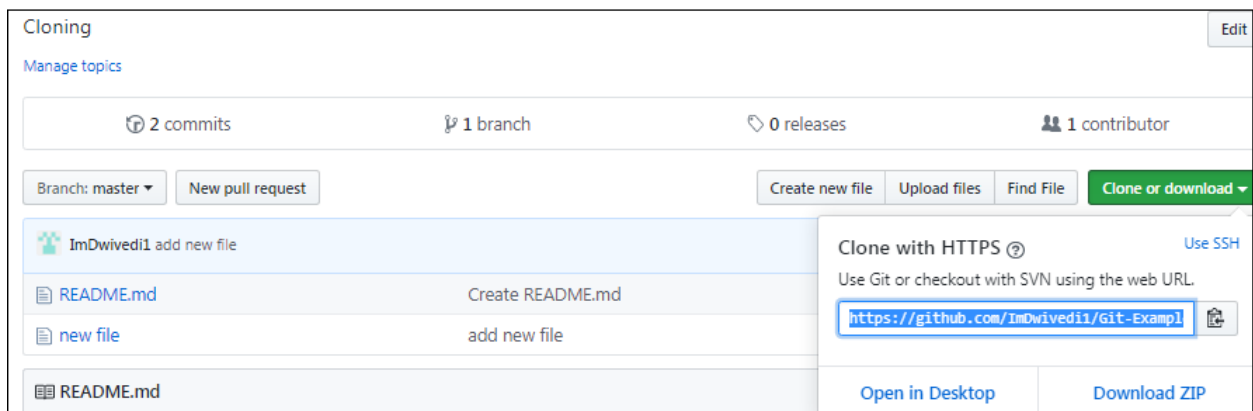 Cloning
Edit
Manage topics
2 commits
1 branch
0 releases
1 contributor
Branch: master
New pull request
Create new file
Upload files
Find File
Clone or download
ImDwivedi1 add new file
README.md
Create README.md
new file
add new file
README.md
Clone with HTTPS
Use SSH
Use Git or checkout with SVN using the web URL.
https://github.com/ImDwivedi1/Git-Exampl
Open in Desktop
Download ZIP